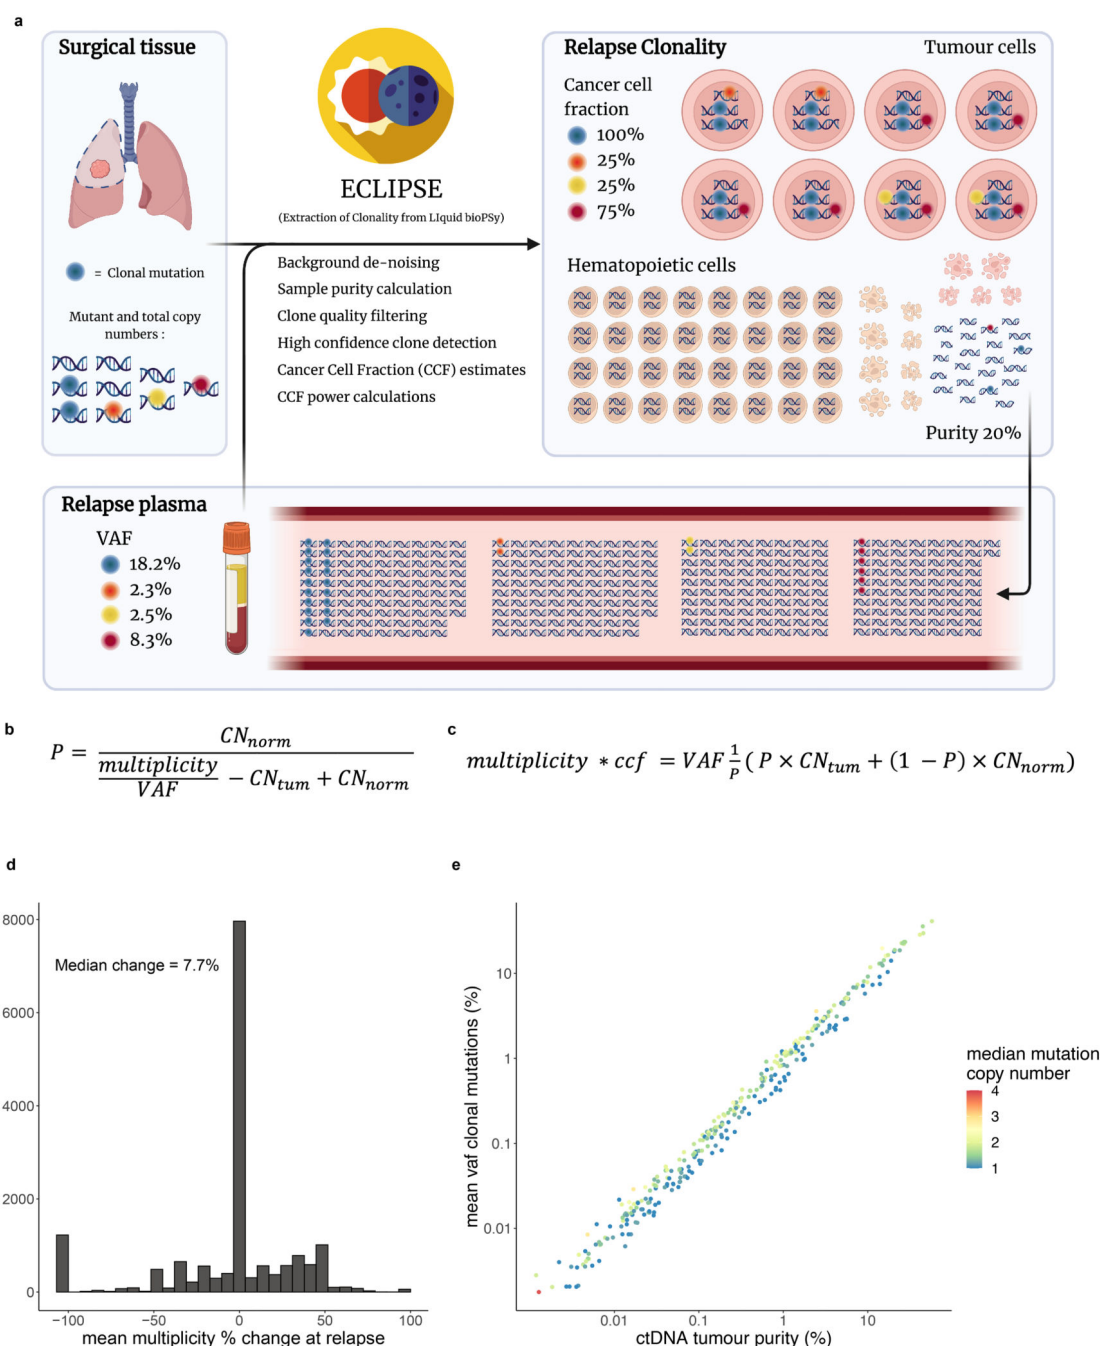 a
Surgical tissue
= Clonal mutation
Mutant and total copy
numbers :
ECLIPSE
(Extraction of Clonality from LIquid bioPSy)
Background de-noising
Sample purity calculation
Clone quality filtering
High confidence clone detection
Cancer Cell Fraction (CCF) estimates
CCF power calculations
Relapse Clonality
Tumour cells
Cancer cell
fraction
100%
25%
25%
75%
Hematopoietic cells
Purity 20%
Relapse plasma
VAF
18.2%
2.3%
2.5%
8.3%
b
P = CN_norm / (multiplicity / VAF − CN_tum + CN_norm)
c
multiplicity * ccf = VAF 1/P ( P × CN_tum + (1 − P) × CN_norm)
d
8000
6000
4000
2000
0
Median change = 7.7%
−100 −50 0 50 100
mean multiplicity % change at relapse
e
mean vaf clonal mutations (%)
10
1
0.1
0.01
0.01 0.1 1 10
ctDNA tumour purity (%)
median mutation
copy number
4
3
2
1